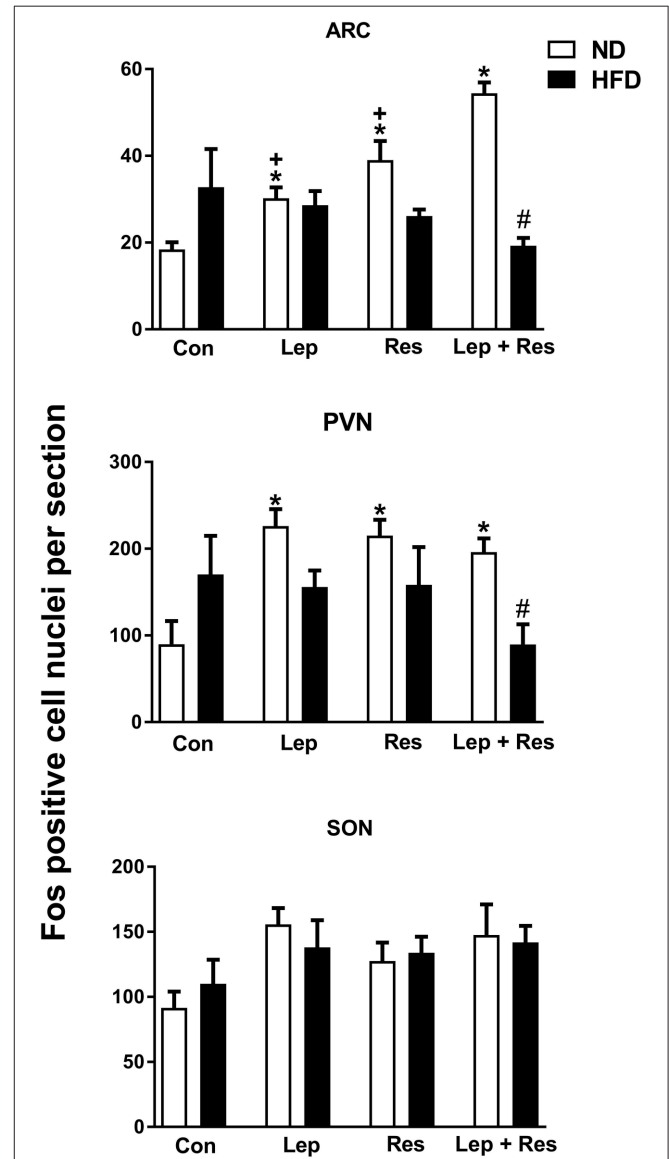 ARC
ND
HFD
60
40
20
0
+
*
+
*
*
#
Con Lep Res Lep + Res
Fos positive cell nuclei per section
PVN
300
200
100
0
*
*
*
#
Con Lep Res Lep + Res
SON
200
150
100
50
0
Con Lep Res Lep + Res